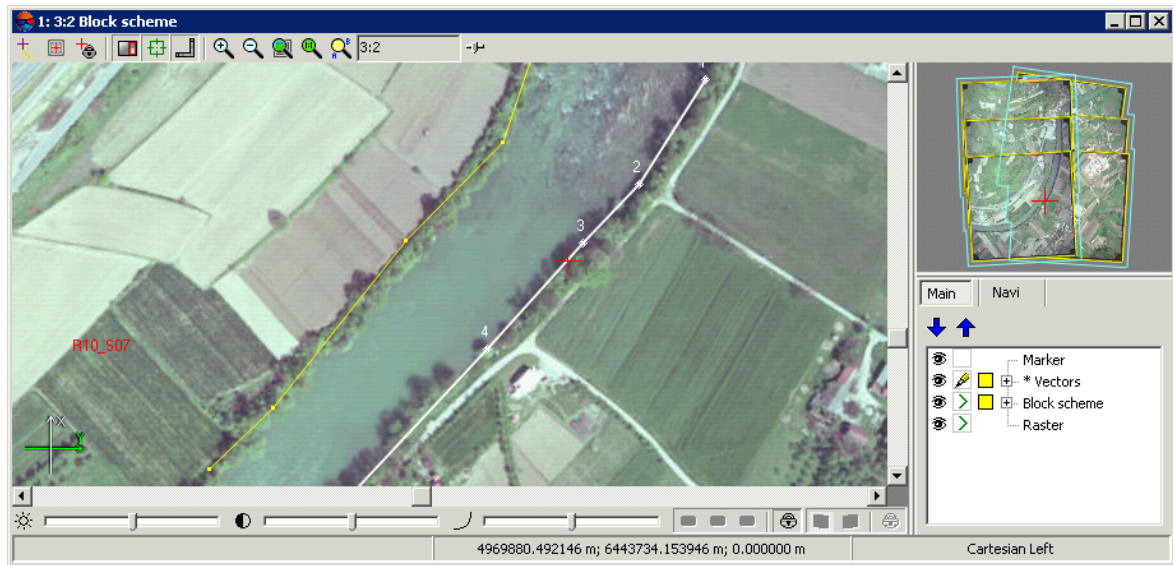 1: 3:2 Block scheme
3:2
2
3
4
R10_S07
X
Y
Main
Navi
Marker
* Vectors
Block scheme
Raster
4969880.492146 m; 6443734.153946 m; 0.000000 m
Cartesian Left